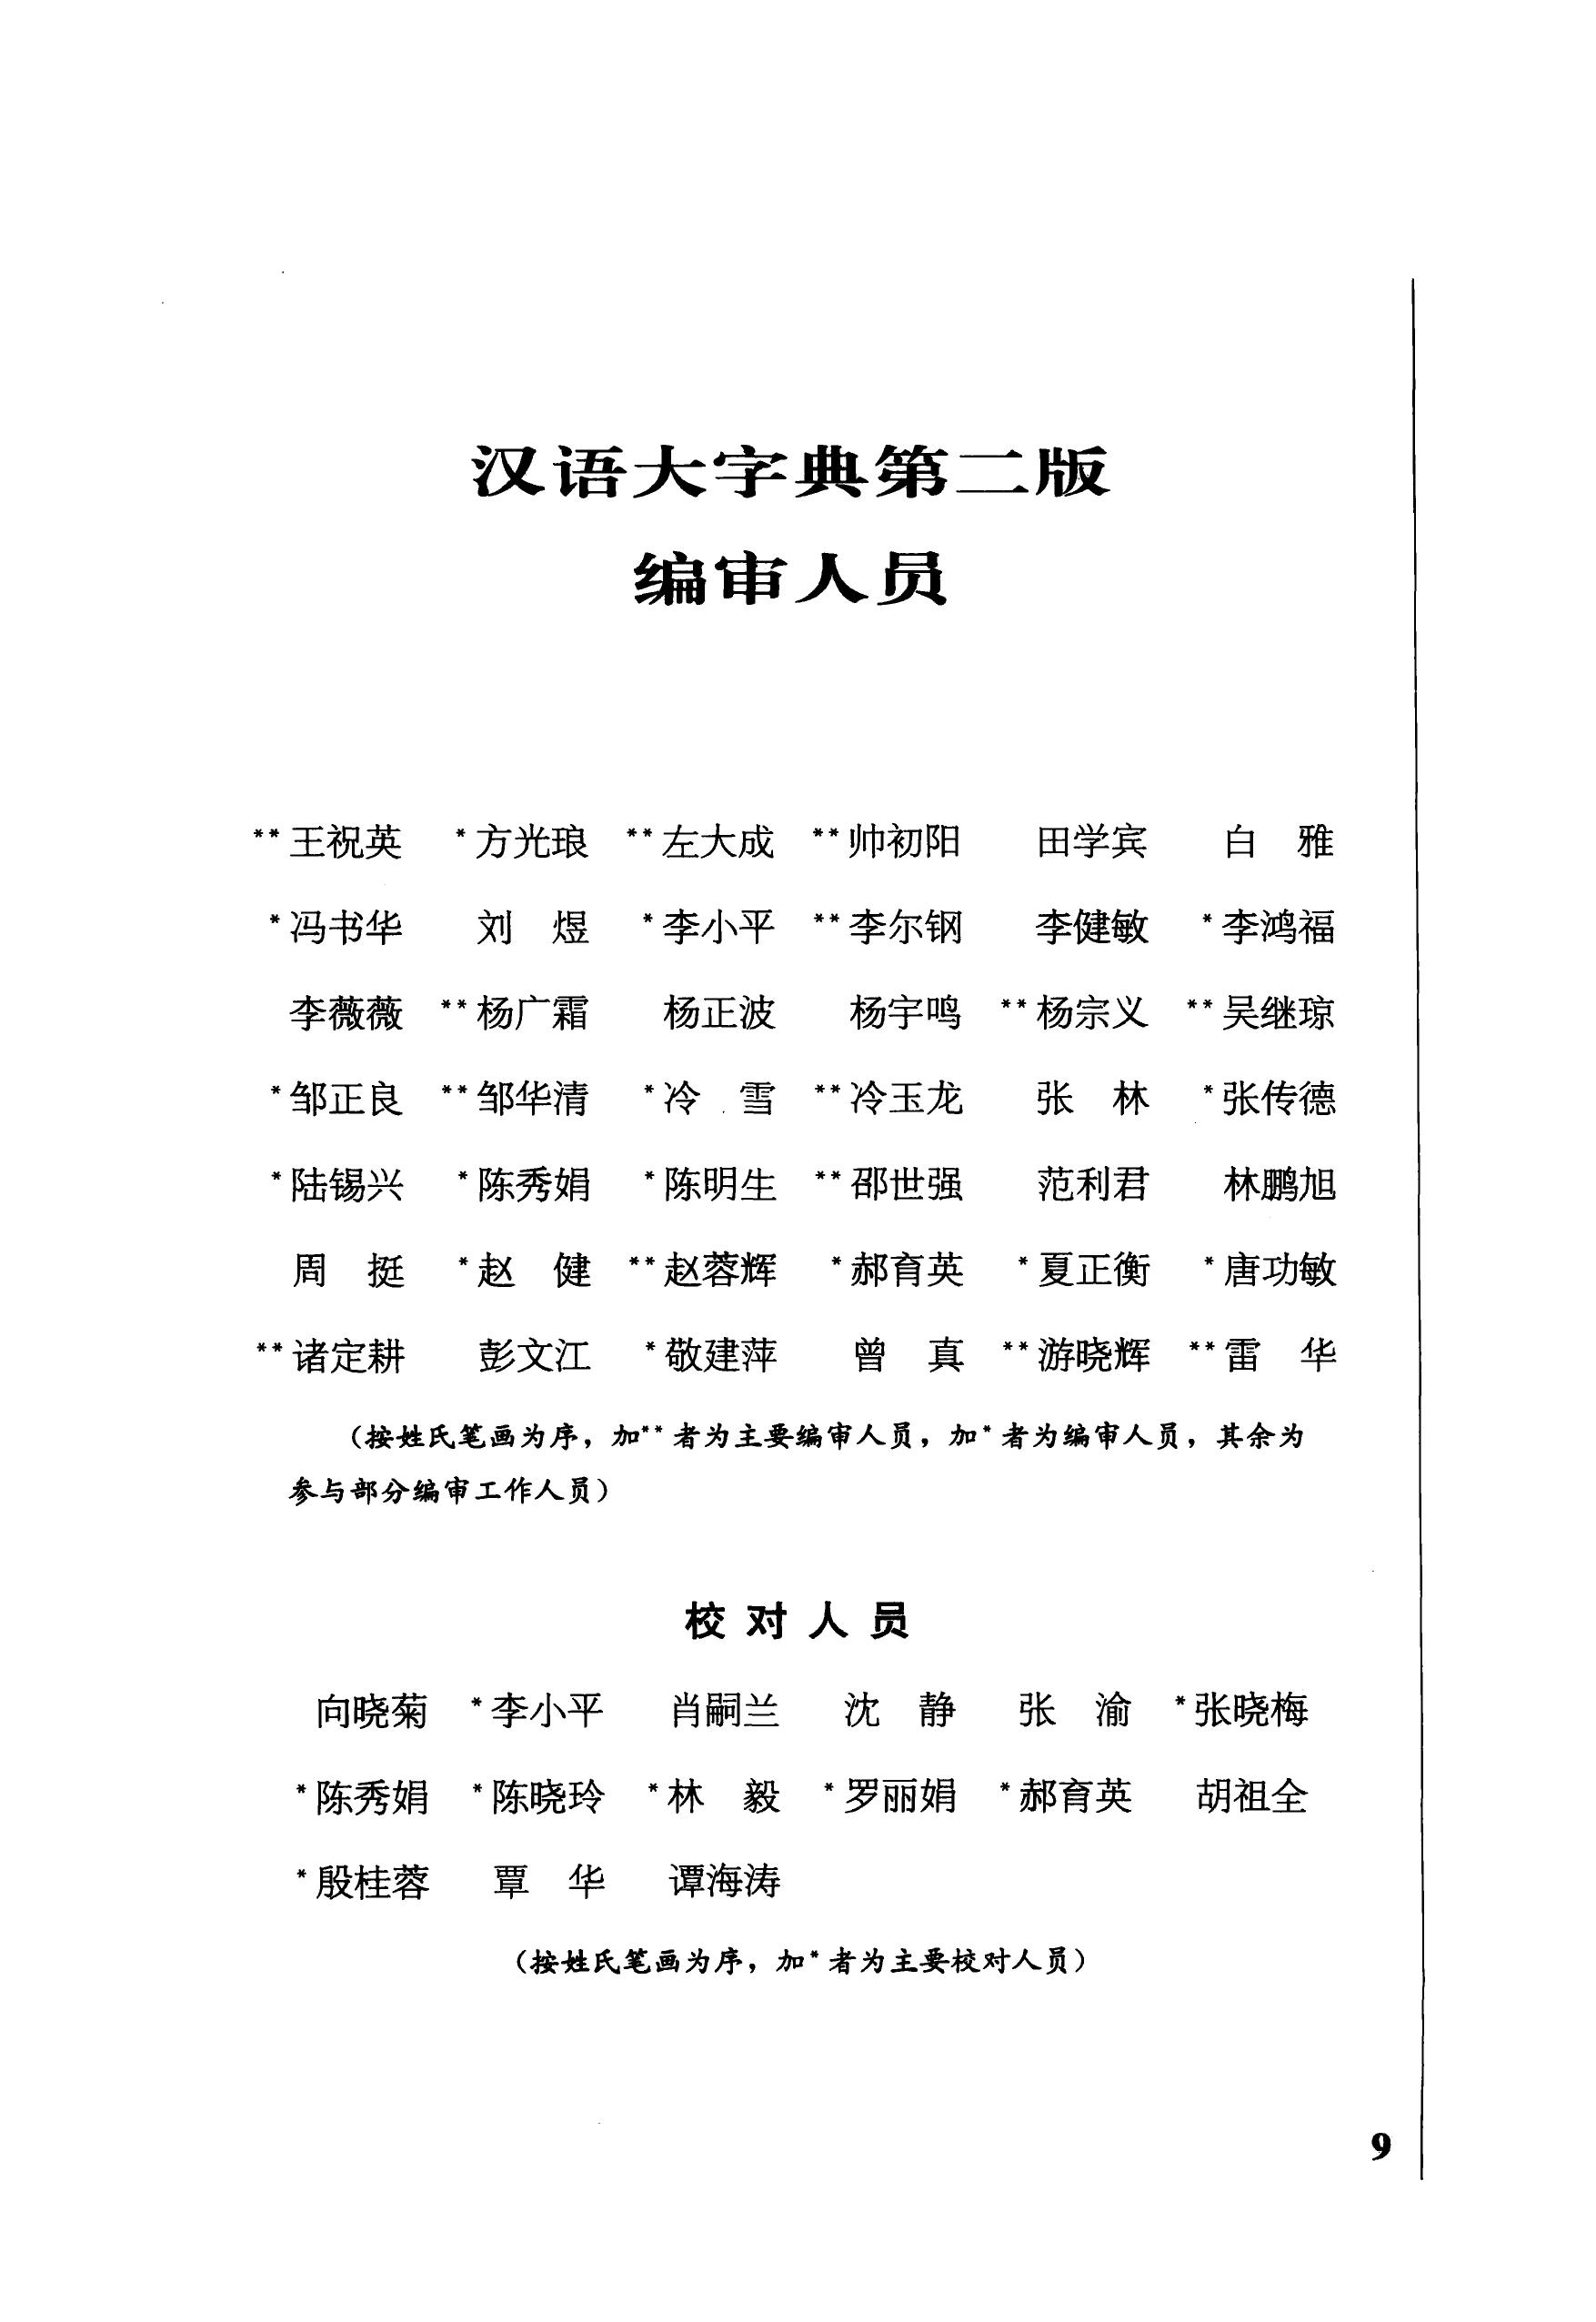 汉语大字典第二版
编审人员
**王祝英 *方光琅 **左大成 **帅初阳 田学宾 白 雅
*冯书华 刘 煜 *李小平 **李尔钢 李健敏 *李鸿福
李薇薇 **杨广霜 杨正波 杨宇鸣 **杨宗义 **吴继琼
*邹正良 **邹华清 *冷 雪 **冷玉龙 张 林 *张传德
*陆锡兴 *陈秀娟 *陈明生 **邵世强 范利君 林鹏旭
周 挺 *赵 健 **赵蓉辉 *郝育英 *夏正衡 *唐功敏
**诸定耕 彭文江 *敬建萍 曾 真 **游晓辉 **雷 华
（按姓氏笔画为序，加**者为主要编审人员，加*者为编审人员，其余为
参与部分编审工作人员）
校对人员
向晓菊 *李小平 肖嗣兰 沈 静 张 渝 *张晓梅
*陈秀娟 *陈晓玲 *林 毅 *罗丽娟 *郝育英 胡祖全
*殷桂蓉 覃 华 谭海涛
（按姓氏笔画为序，加*者为主要校对人员）
9